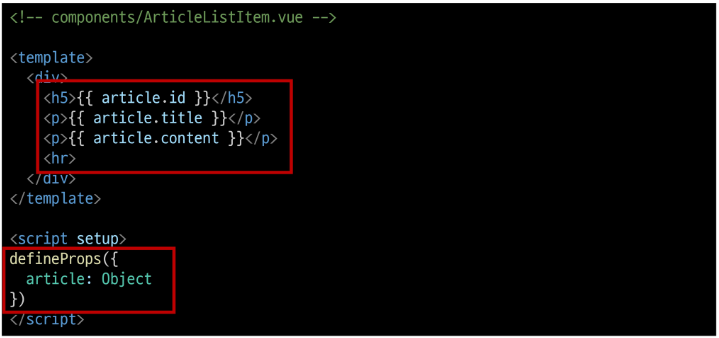 <!-- components/ArticleListItem.vue -->
<template>
<div>
<h5>{{ article.id }}</h5>
<p>{{ article.title }}</p>
<p>{{ article.content }}</p>
<hr>
</div>
</template>
<script setup>
defineProps({
article: Object
})
</script>